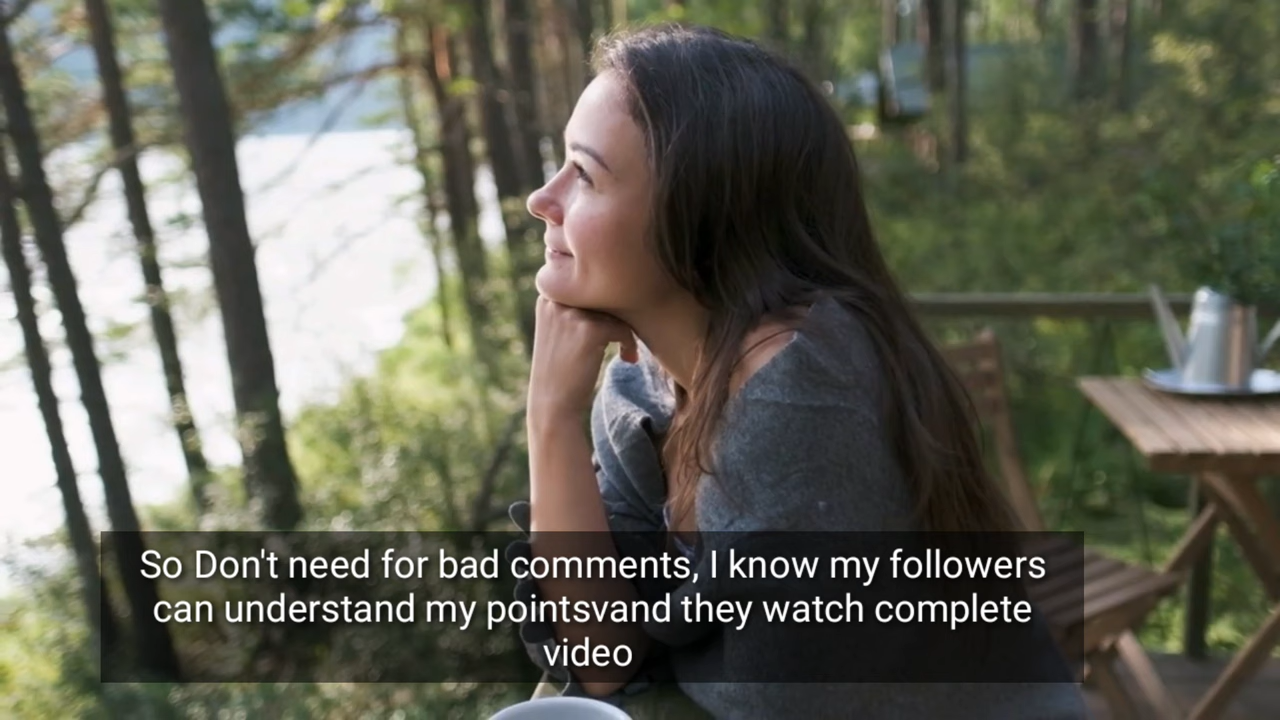 So Don't need for bad comments, I know my followers
can understand my pointsvand they watch complete
video